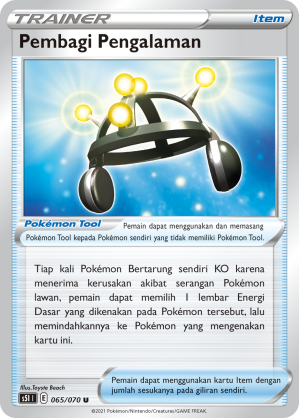 TRAINER Item
Pembagi Pengalaman
Pokémon Tool Pemain dapat menggunakan dan memasang
Pokémon Tool kepada Pokémon sendiri yang tidak memiliki Pokémon Tool.
Tiap kali Pokémon Bertarung sendiri KO karena
menerima kerusakan akibat serangan Pokémon
lawan, pemain dapat memilih 1 lembar Energi
Dasar yang dikenakan pada Pokémon tersebut, lalu
memindahkannya ke Pokémon yang mengenakan
kartu ini.
Illus.Toyste Beach
s5I I E 065/070 U
Pemain dapat menggunakan kartu Item dengan
jumlah sesukanya pada giliran sendiri.
©2021 Pokémon/Nintendo/Creatures/GAME FREAK.